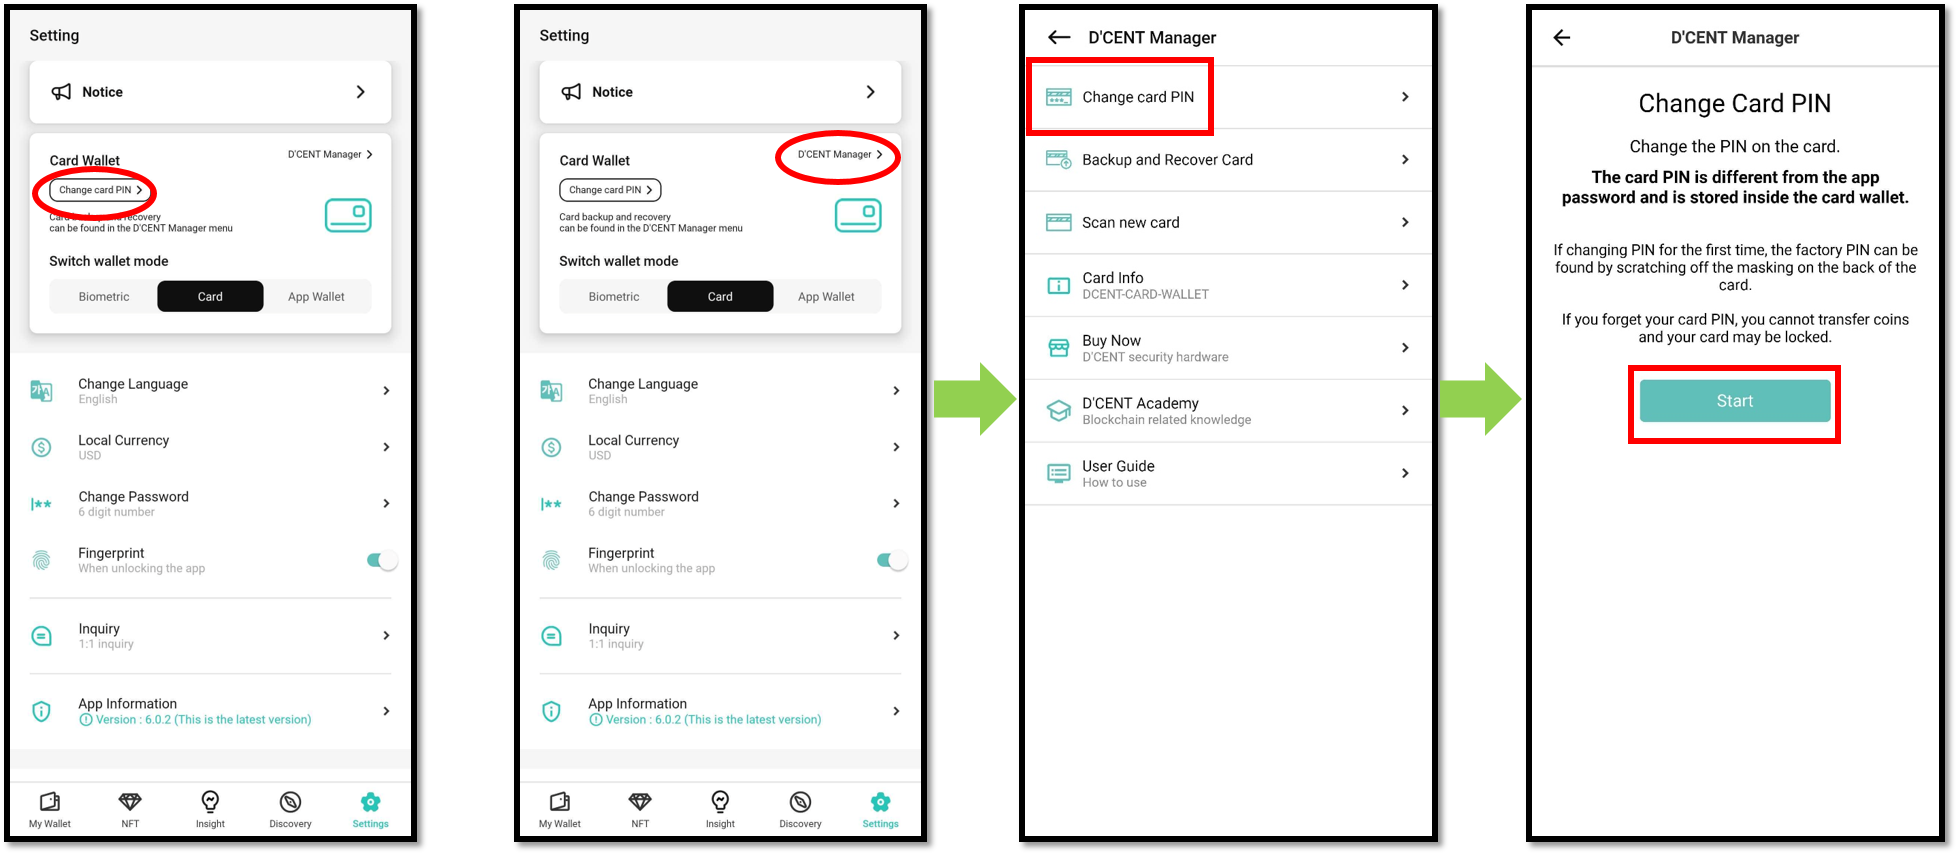 Setting
Notice
Card Wallet
D'CENT Manager
Change card PIN
Card backup and recovery
can be found in the D'CENT Manager menu
Switch wallet mode
Biometric
Card
App Wallet
Change Language
English
Local Currency
USD
Change Password
6 digit number
Fingerprint
When unlocking the app
Inquiry
1:1 inquiry
App Information
Version : 6.0.2 (This is the latest version)
My Wallet
NFT
Insight
Discovery
Settings
Setting
Notice
Card Wallet
D'CENT Manager
Change card PIN
Card backup and recovery
can be found in the D'CENT Manager menu
Switch wallet mode
Biometric
Card
App Wallet
Change Language
English
Local Currency
USD
Change Password
6 digit number
Fingerprint
When unlocking the app
Inquiry
1:1 inquiry
App Information
Version : 6.0.2 (This is the latest version)
My Wallet
NFT
Insight
Discovery
Settings
D'CENT Manager
Change card PIN
Backup and Recover Card
Scan new card
Card Info
DCENT-CARD-WALLET
Buy Now
D'CENT security hardware
D'CENT Academy
Blockchain related knowledge
User Guide
How to use
D'CENT Manager
Change Card PIN
Change the PIN on the card.
The card PIN is different from the app
password and is stored inside the card wallet.
If changing PIN for the first time, the factory PIN can be
found by scratching off the masking on the back of the
card.
If you forget your card PIN, you cannot transfer coins
and your card may be locked.
Start